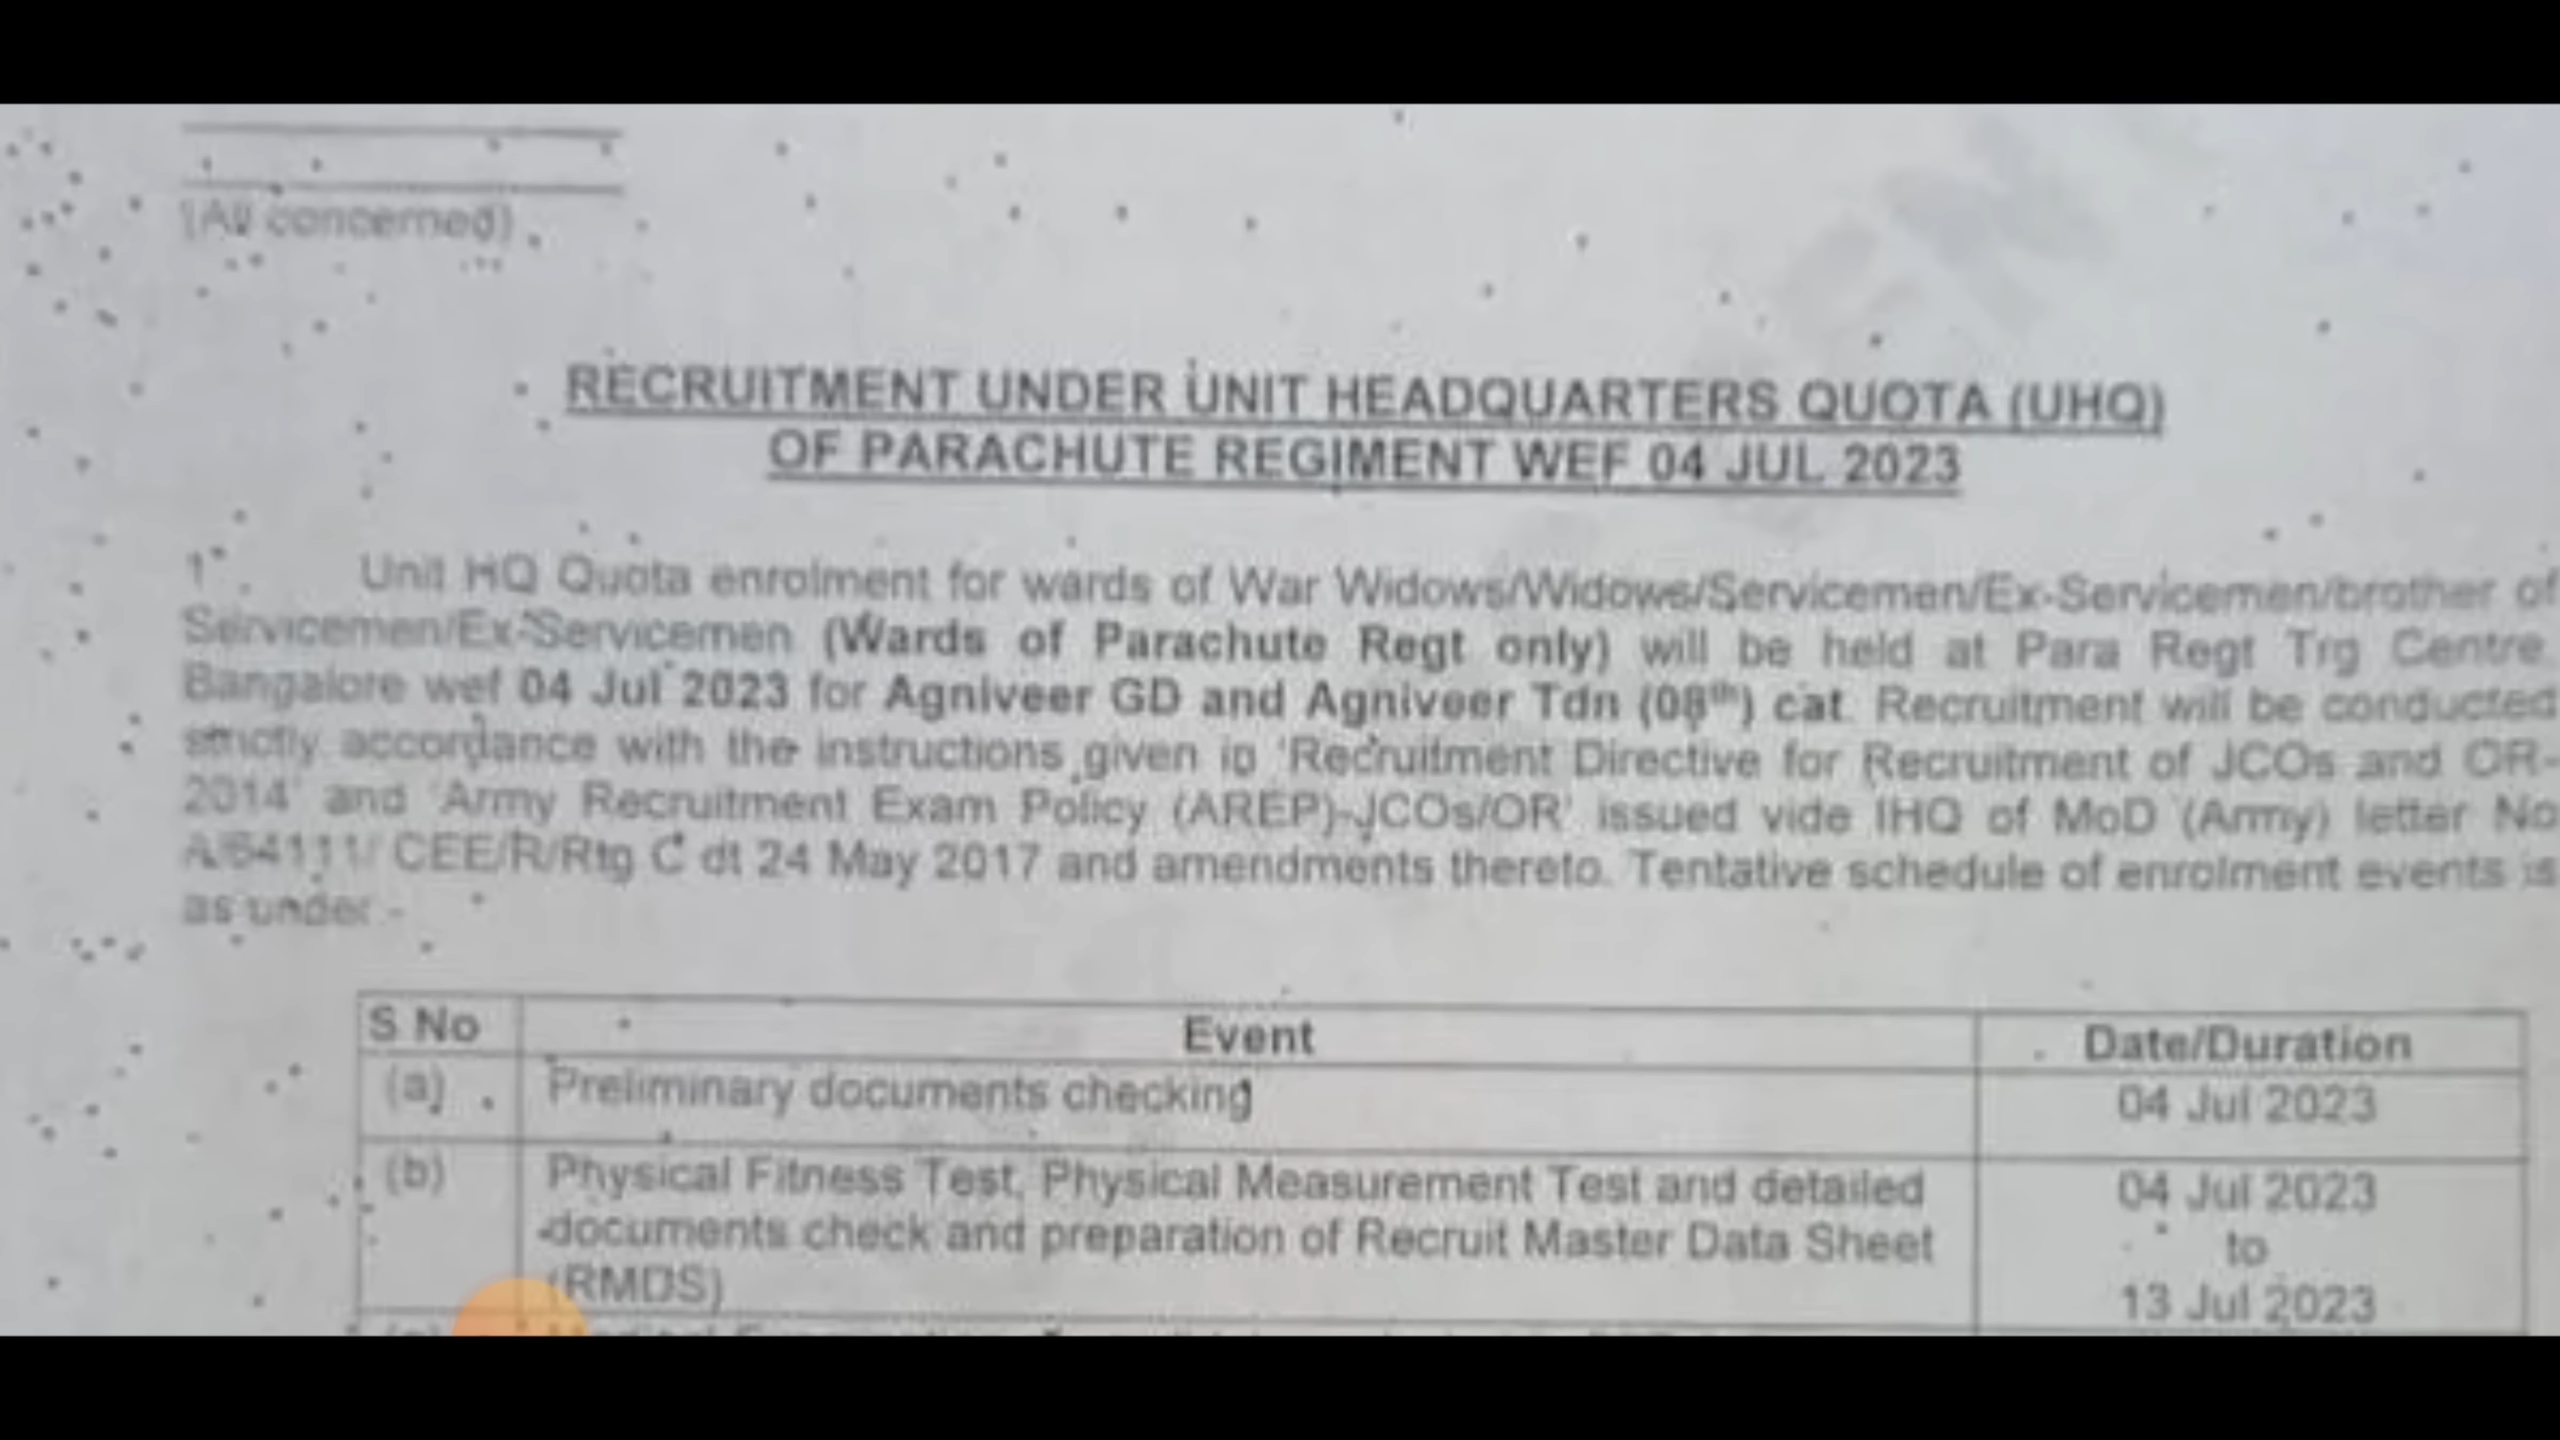 (All concerned)
RECRUITMENT UNDER UNIT HEADQUARTERS QUOTA (UHQ)
OF PARACHUTE REGIMENT WEF 04 JUL 2023
1. Unit HQ Quota enrolment for wards of War Widows/Widows/Servicemen/Ex-Servicemen/brother of
Servicemen/Ex-Servicemen (Wards of Parachute Regt only) will be held at Para Regt Trg Centre,
Bangalore wef 04 Jul 2023 for Agniveer GD and Agniveer Tdn (08th) cat. Recruitment will be conducted
strictly accordance with the instructions given in 'Recruitment Directive for Recruitment of JCOs and OR-
2014' and 'Army Recruitment Exam Policy (AREP)-JCOs/OR' issued vide IHQ of MoD (Army) letter No
CEE/R/Rtg C dt 24 May 2017 and amendments thereto. Tentative schedule of enrolment events is
as under:-
S No Event Date/Duration
(a) Preliminary documents checking 04 Jul 2023
(b) Physical Fitness Test, Physical Measurement Test and detailed 04 Jul 2023
documents check and preparation of Recruit Master Data Sheet to
(RMDS) 13 Jul 2023